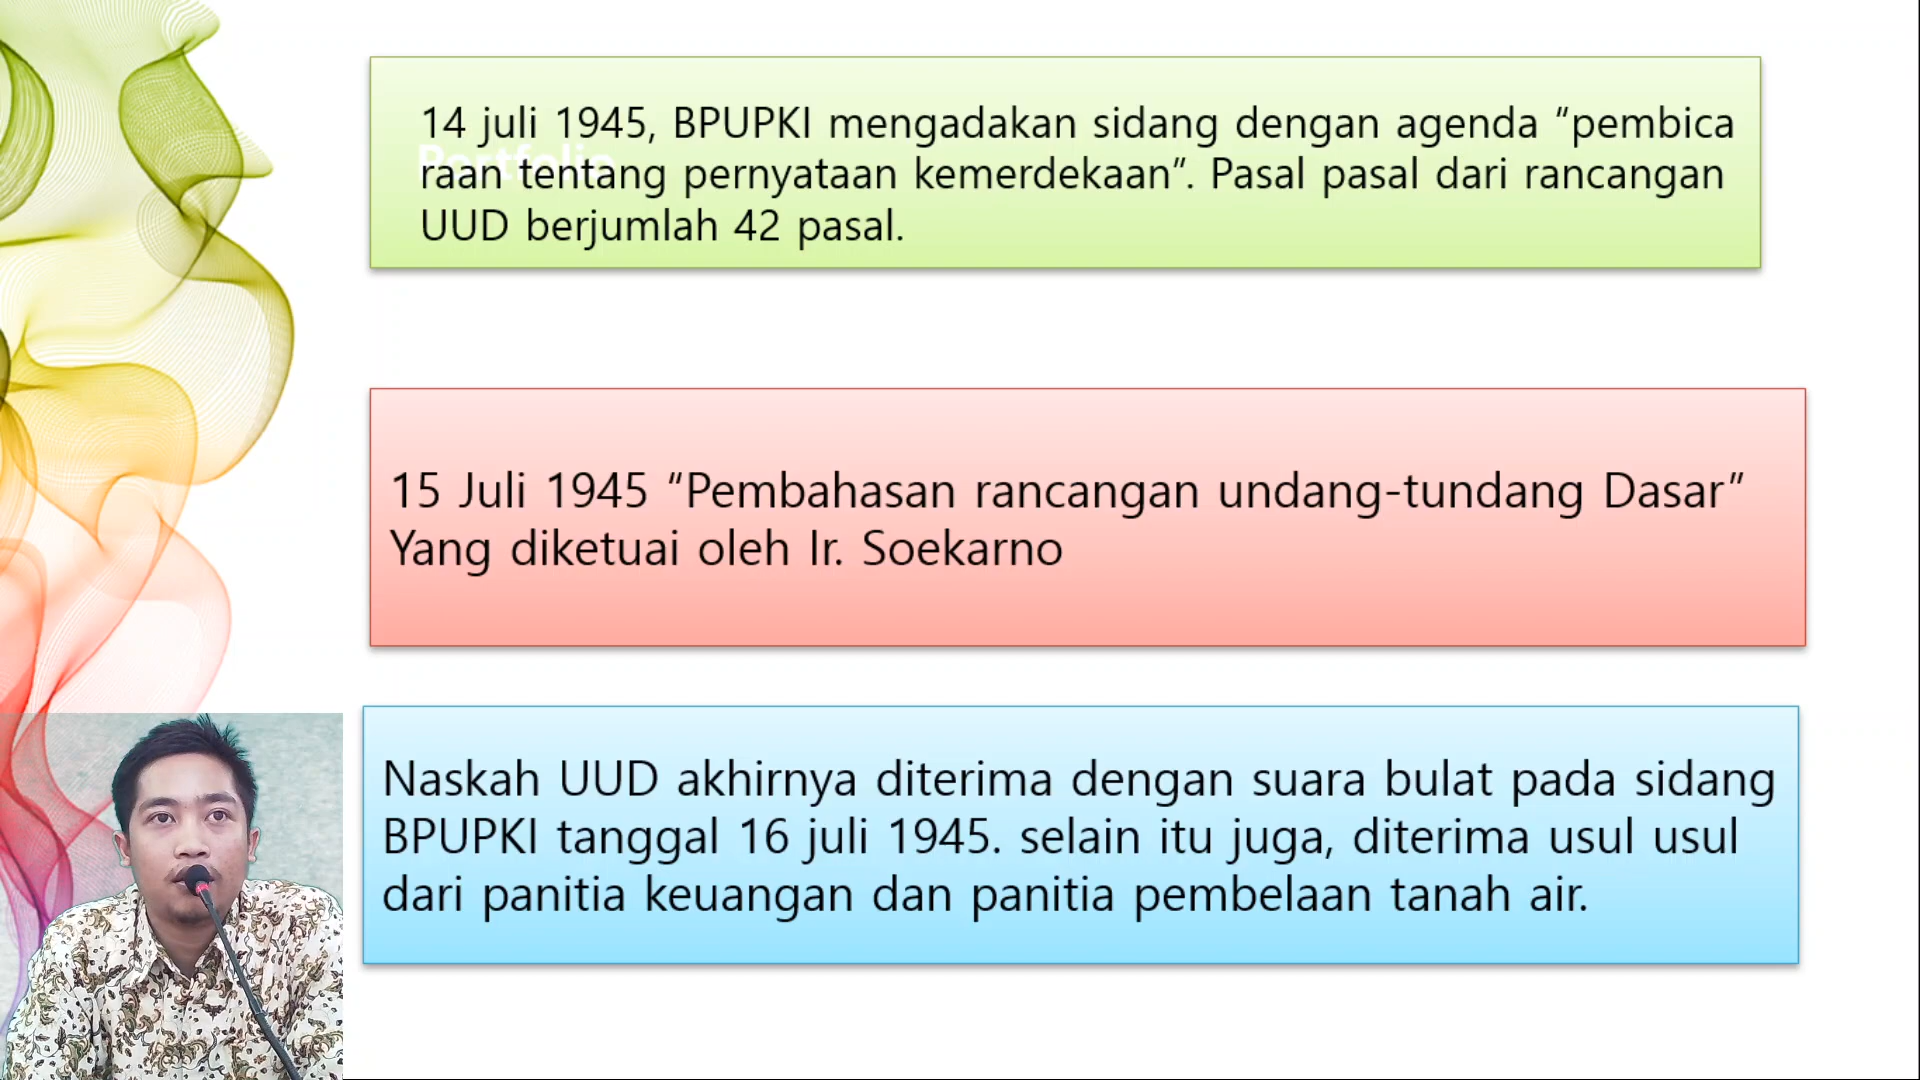 14 juli 1945, BPUPKI mengadakan sidang dengan agenda “pembica
Portfolio
raan tentang pernyataan kemerdekaan”. Pasal pasal dari rancangan
UUD berjumlah 42 pasal.
15 Juli 1945 “Pembahasan rancangan undang-tundang Dasar”
Yang diketuai oleh Ir. Soekarno
Naskah UUD akhirnya diterima dengan suara bulat pada sidang
BPUPKI tanggal 16 juli 1945. selain itu juga, diterima usul usul
dari panitia keuangan dan panitia pembelaan tanah air.